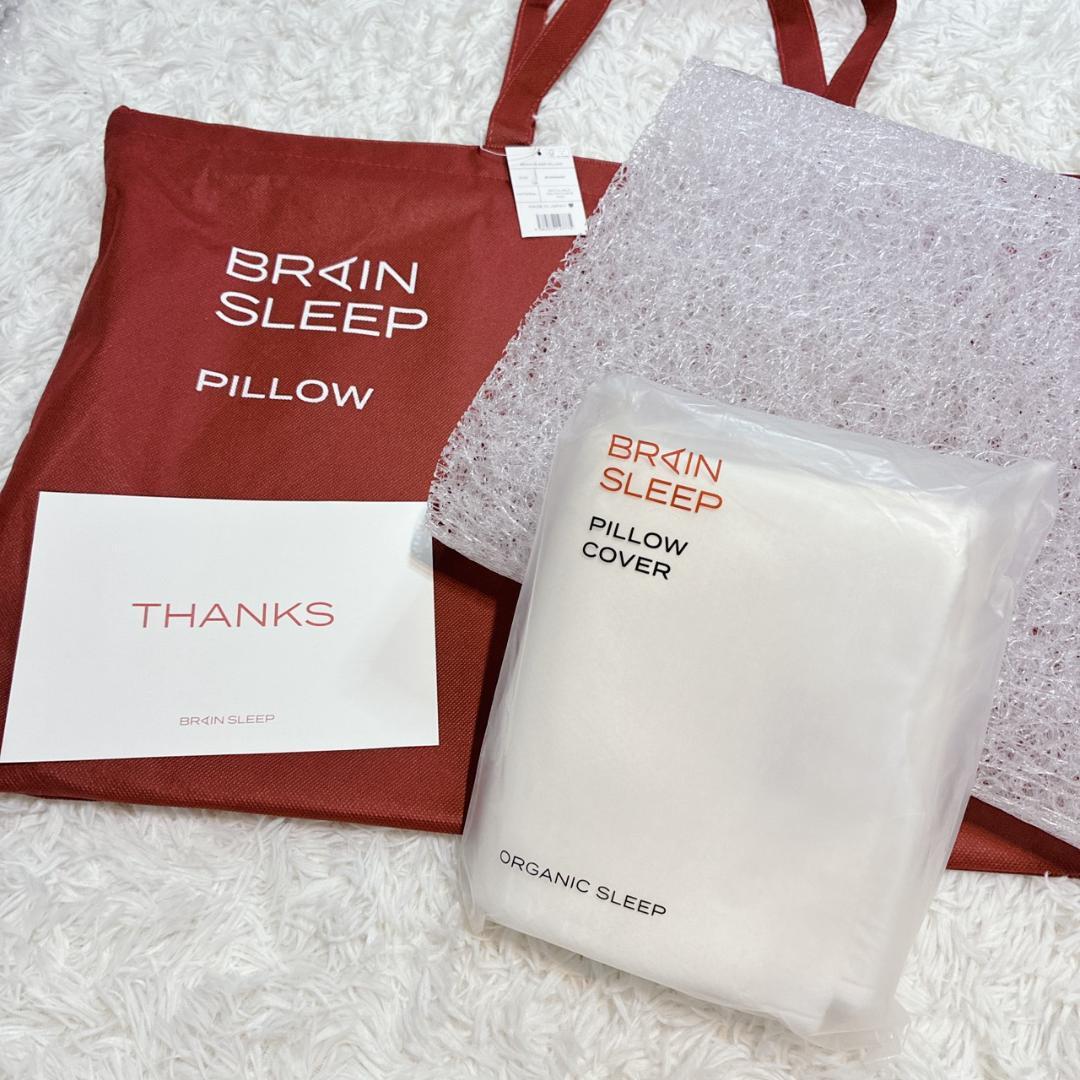 BRAIN
SLEEP
PILLOW
THANKS
BRAIN SLEEP
BRAIN
SLEEP
PILLOW
COVER
ORGANIC SLEEP